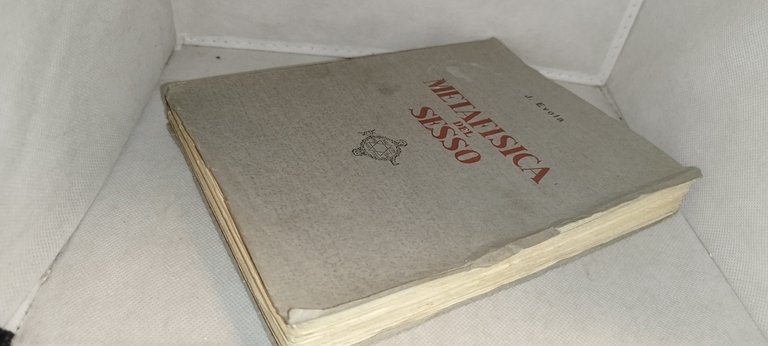 J. Evola
METAFISICA
DEL
SESSO